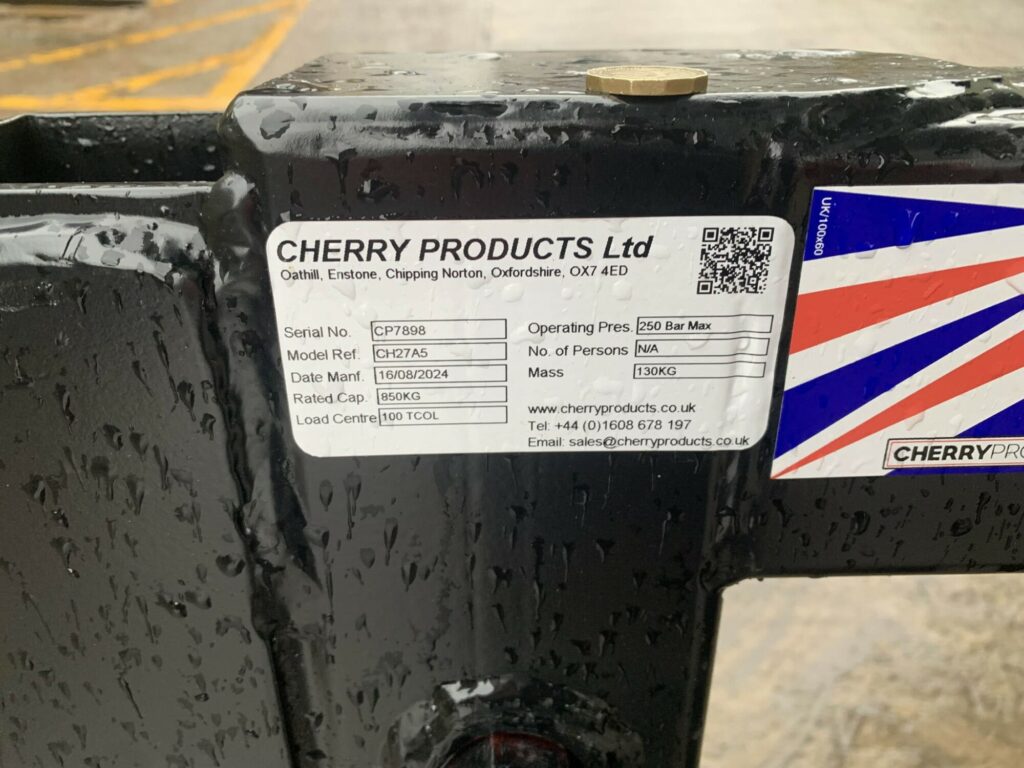 CHERRY PRODUCTS Ltd
Oathill, Enstone, Chipping Norton, Oxfordshire, OX7 4ED
Serial No. CP7898
Model Ref. CH27A5
Date Manf. 16/08/2024
Rated Cap. 850KG
Load Centre 100 TCOL
Operating Pres. 250 Bar Max
No. of Persons N/A
Mass 130KG
www.cherryproducts.co.uk
Tel: +44 (0)1608 678 197
Email: sales@cherryproducts.co.uk
UK/100x60
CHERRYPRO